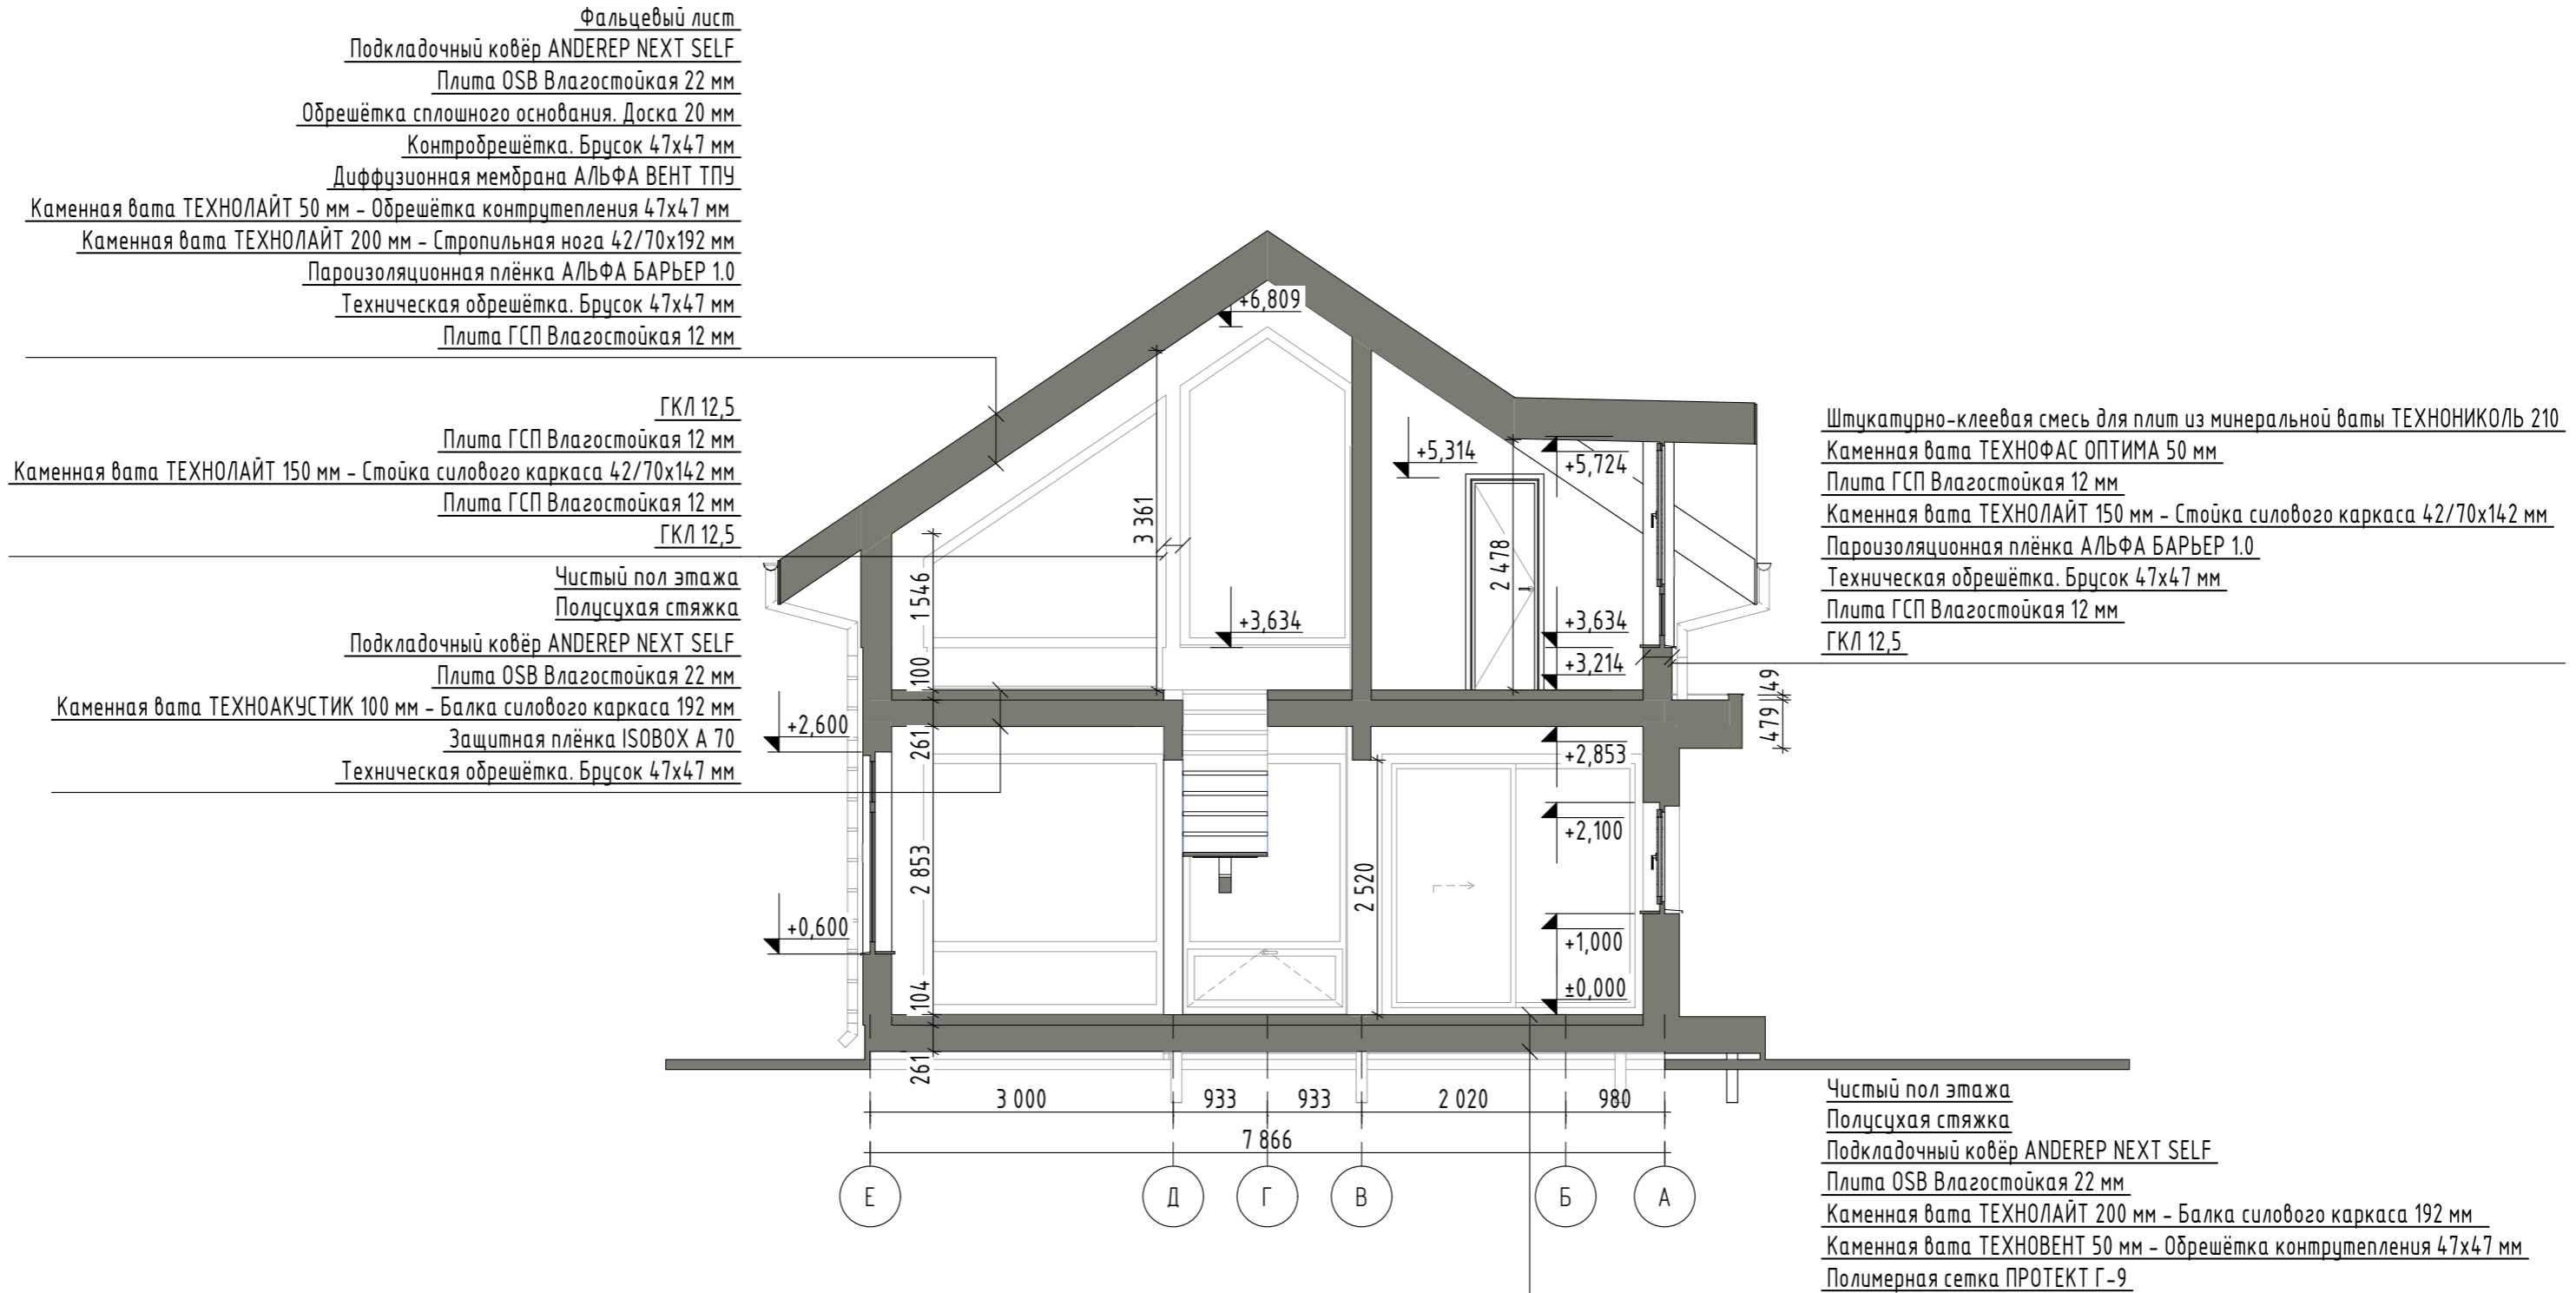 Фальцевый лист
Подкладочный ковёр ANDEREP NEXT SELF
Плита OSB Влагостойкая 22 мм
Обрешётка сплошного основания. Доска 20 мм
Контробрешётка. Брусок 47х47 мм
Диффузионная мембрана АЛЬФА ВЕНТ ТПУ
Каменная вата ТЕХНОЛАЙТ 50 мм - Обрешётка контрутепления 47х47 мм
Каменная вата ТЕХНОЛАЙТ 200 мм - Стропильная нога 42/70х192 мм
Пароизоляционная плёнка АЛЬФА БАРЬЕР 1.0
Техническая обрешётка. Брусок 47х47 мм
Плита ГСП Влагостойкая 12 мм
ГКЛ 12,5
Плита ГСП Влагостойкая 12 мм
Каменная вата ТЕХНОЛАЙТ 150 мм - Стойка силового каркаса 42/70х142 мм
Плита ГСП Влагостойкая 12 мм
ГКЛ 12,5
Чистый пол этажа
Полусухая стяжка
Подкладочный ковёр ANDEREP NEXT SELF
Плита OSB Влагостойкая 22 мм
Каменная вата ТЕХНОАКУСТИК 100 мм - Балка силового каркаса 192 мм
Защитная плёнка ISOBOX А 70
Техническая обрешётка. Брусок 47х47 мм
+6,809
+5,314
+5,724
3 361
2 478
1 546
+3,634
+3,634
+3,214
100
49
479
+2,600
261
+2,853
+2,100
2 853
2 520
+0,600
+1,000
104
±0,000
261
3 000
933
933
2 020
980
7 866
Е
Д
Г
В
Б
А
Штукатурно-клеевая смесь для плит из минеральной ваты ТЕХНОНИКОЛЬ 210
Каменная вата ТЕХНОФАС ОПТИМА 50 мм
Плита ГСП Влагостойкая 12 мм
Каменная вата ТЕХНОЛАЙТ 150 мм - Стойка силового каркаса 42/70х142 мм
Пароизоляционная плёнка АЛЬФА БАРЬЕР 1.0
Техническая обрешётка. Брусок 47х47 мм
Плита ГСП Влагостойкая 12 мм
ГКЛ 12,5
Чистый пол этажа
Полусухая стяжка
Подкладочный ковёр ANDEREP NEXT SELF
Плита OSB Влагостойкая 22 мм
Каменная вата ТЕХНОЛАЙТ 200 мм - Балка силового каркаса 192 мм
Каменная вата ТЕХНОВЕНТ 50 мм - Обрешётка контрутепления 47х47 мм
Полимерная сетка ПРОТЕКТ Г-9